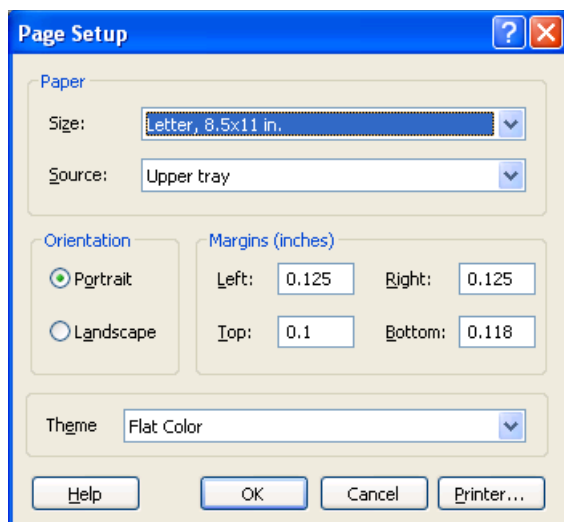 Page Setup
Paper
Size: Letter, 8.5x11 in.
Source: Upper tray
Orientation
Portrait
Landscape
Margins (inches)
Left: 0.125 Right: 0.125
Top: 0.1 Bottom: 0.118
Theme Flat Color
Help OK Cancel Printer...